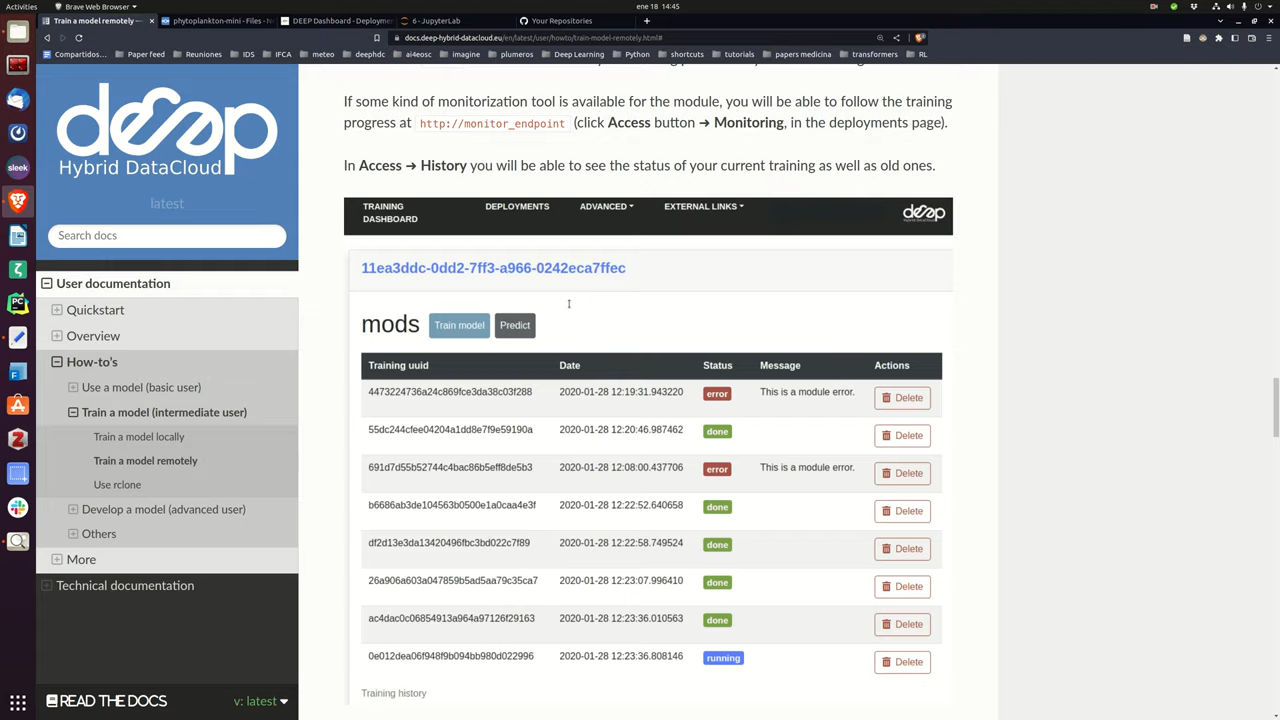 Activities
Brave Web Browser
ene 18 14:45
Train a model remotely
phytoplankton-mini - Files - N
DEEP Dashboard - Deployme
6 - JupyterLab
Your Repositories
docs.deep-hybrid-datacloud.eu/en/latest/user/howto/train-model-remotely.html#
Compartidos
Paper feed
Reuniones
IDS
IFCA
meteo
deephdc
ai4eosc
imagine
plumeros
Deep Learning
Python
shortcuts
tutorials
papers medicina
transformers
RL
deep
Hybrid DataCloud
latest
Search docs
User documentation
Quickstart
Overview
How-to's
Use a model (basic user)
Train a model (intermediate user)
Train a model locally
Train a model remotely
Use rclone
Develop a model (advanced user)
Others
More
Technical documentation
READ THE DOCS
v: latest
sleek
If some kind of monitorization tool is available for the module, you will be able to follow the training
progress at http://monitor_endpoint (click Access button ➜ Monitoring, in the deployments page).
In Access ➜ History you will be able to see the status of your current training as well as old ones.
TRAINING DASHBOARD DEPLOYMENTS ADVANCED EXTERNAL LINKS deep
11ea3ddc-0dd2-7ff3-a966-0242eca7ffec
mods Train model Predict
Training uuid Date Status Message Actions
4473224736a24c869fce3da38c03f288 2020-01-28 12:19:31.943220 error This is a module error. Delete
55dc244cfee04204a1dd8e7f9e59190a 2020-01-28 12:20:46.987462 done Delete
691d7d55b52744c4bac86b5eff8de5b3 2020-01-28 12:08:00.437706 error This is a module error. Delete
b6686ab3de104563b0500e1a0caa4e3f 2020-01-28 12:22:52.640658 done Delete
df2d13e3da13420496fbc3bd022c7f89 2020-01-28 12:22:58.749524 done Delete
26a906a603a047859b5ad5aa79c35ca7 2020-01-28 12:23:07.996410 done Delete
ac4dac0c06854913a964a97126f29163 2020-01-28 12:23:36.010563 done Delete
0e012dea06f948f9b094bb980d022996 2020-01-28 12:23:36.808146 running Delete
Training history